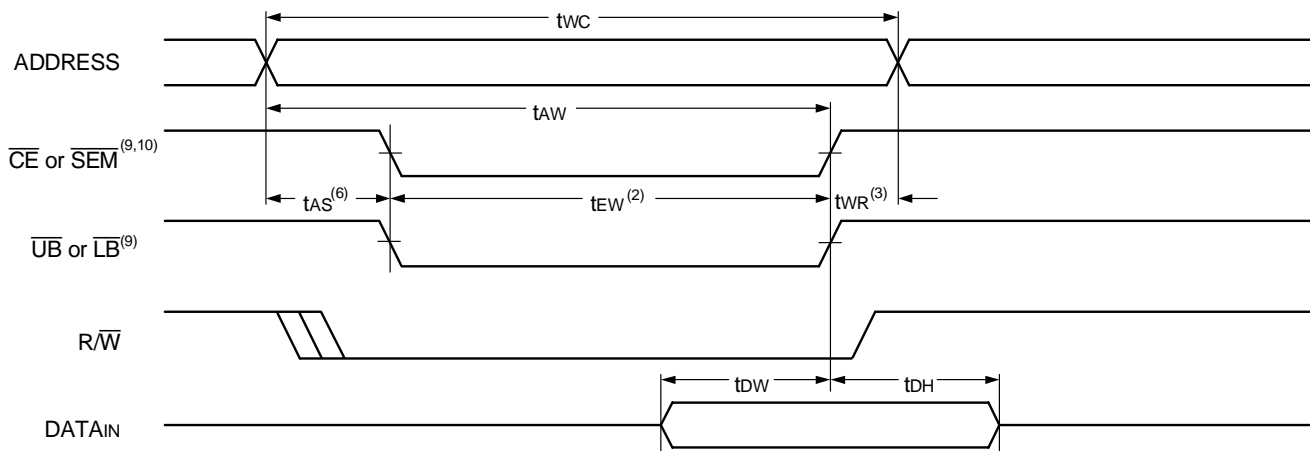 tWC
ADDRESS
tAW
CE or SEM(9,10)
tAS(6)
tEW(2)
tWR(3)
UB or LB(9)
R/W
tDW
tDH
DATAIN